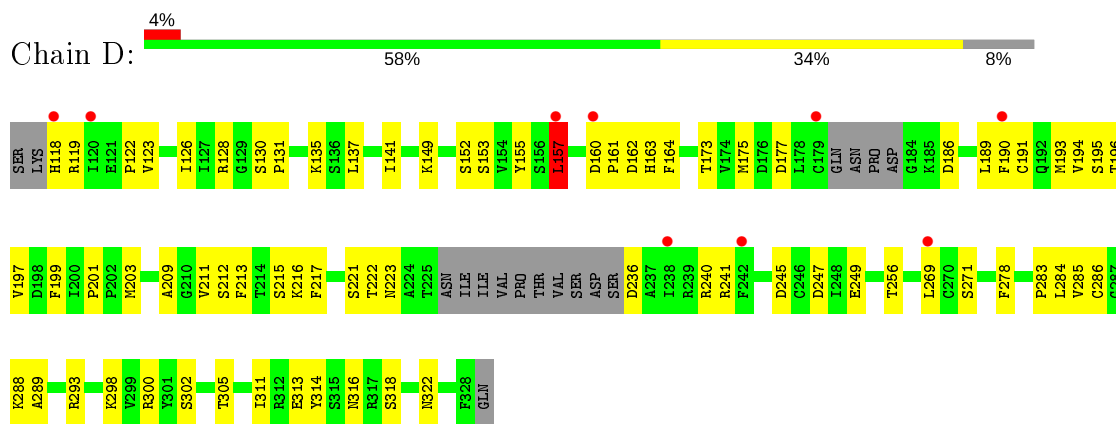 4%
Chain D:
58% 34% 8%
SER LYS H118 R119 I120 E121 P122 V123 I126 I127 R128 G129 S130 P131 K135 S136 L137 I141 K149 S152 S153 V154 Y155 S156 L157 D160 P161 D162 H163 F164 T173 V174 M175 D176 D177 L178 C179 GLN ASN PRO ASP G184 K185 D186 L189 F190 C191 Q192 M193 V194 S195 T196
V197 D198 F199 I200 P201 P202 M203 A209 G210 V211 S212 F213 T214 S215 K216 F217 S221 T222 N223 A224 T225 ASN ILE ILE VAL PRO THR VAL SER ASP SER D236 A237 I238 R239 R240 R241 F242 D245 C246 D247 I248 E249 T256 L269 C270 S271 F278 P283 L284 V285 C286 G287
K288 A289 R293 K298 V299 R300 Y301 S302 T305 I311 R312 E313 Y314 S315 N316 R317 S318 N322 F328 GLN